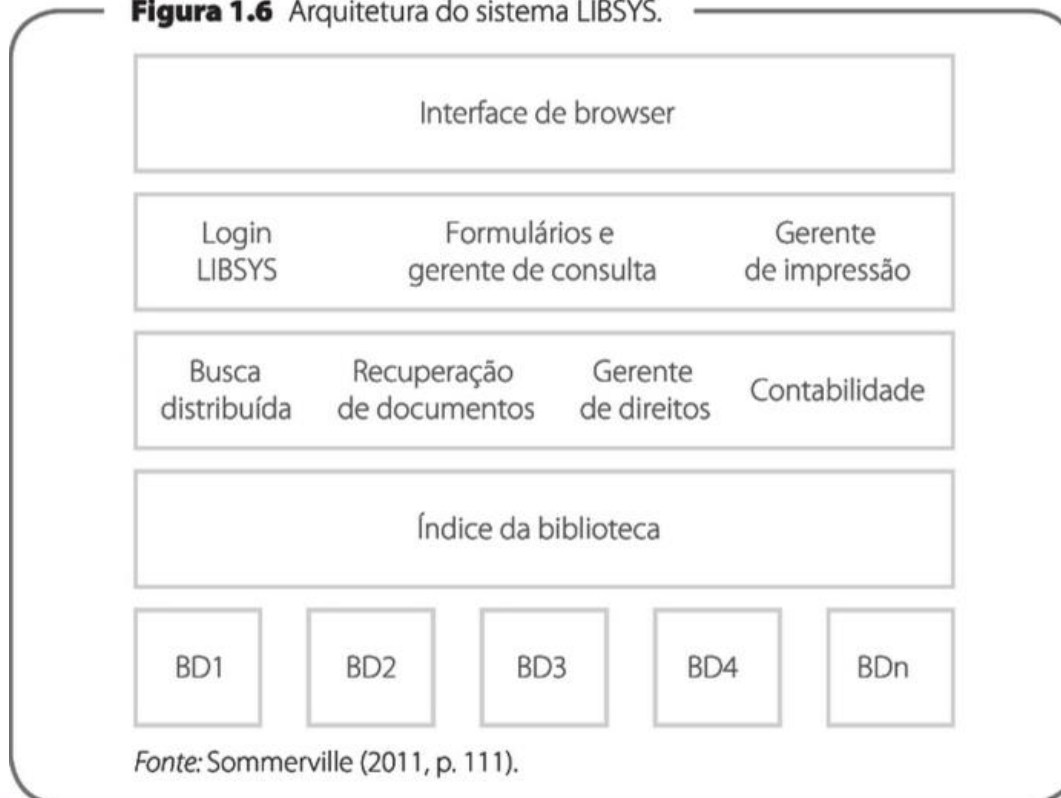 Figura 1.6 Arquitetura do sistema LIBSYS.
Interface de browser
Login
LIBSYS
Formulários e
gerente de consulta
Gerente
de impressão
Busca
distribuída
Recuperação
de documentos
Gerente
de direitos
Contabilidade
Índice da biblioteca
BD1
BD2
BD3
BD4
BDn
Fonte: Sommerville (2011, p. 111).